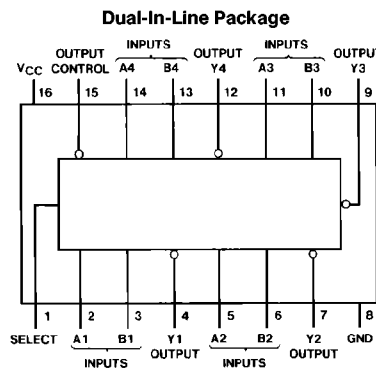 Dual-In-Line Package
OUTPUT INPUTS OUTPUT INPUTS OUTPUT
VCC CONTROL A4 B4 Y4 A3 B3 Y3
16 15 14 13 12 11 10 9
1 2 3 4 5 6 7 8
SELECT A1 B1 Y1 A2 B2 Y2 GND
INPUTS OUTPUT INPUTS OUTPUT